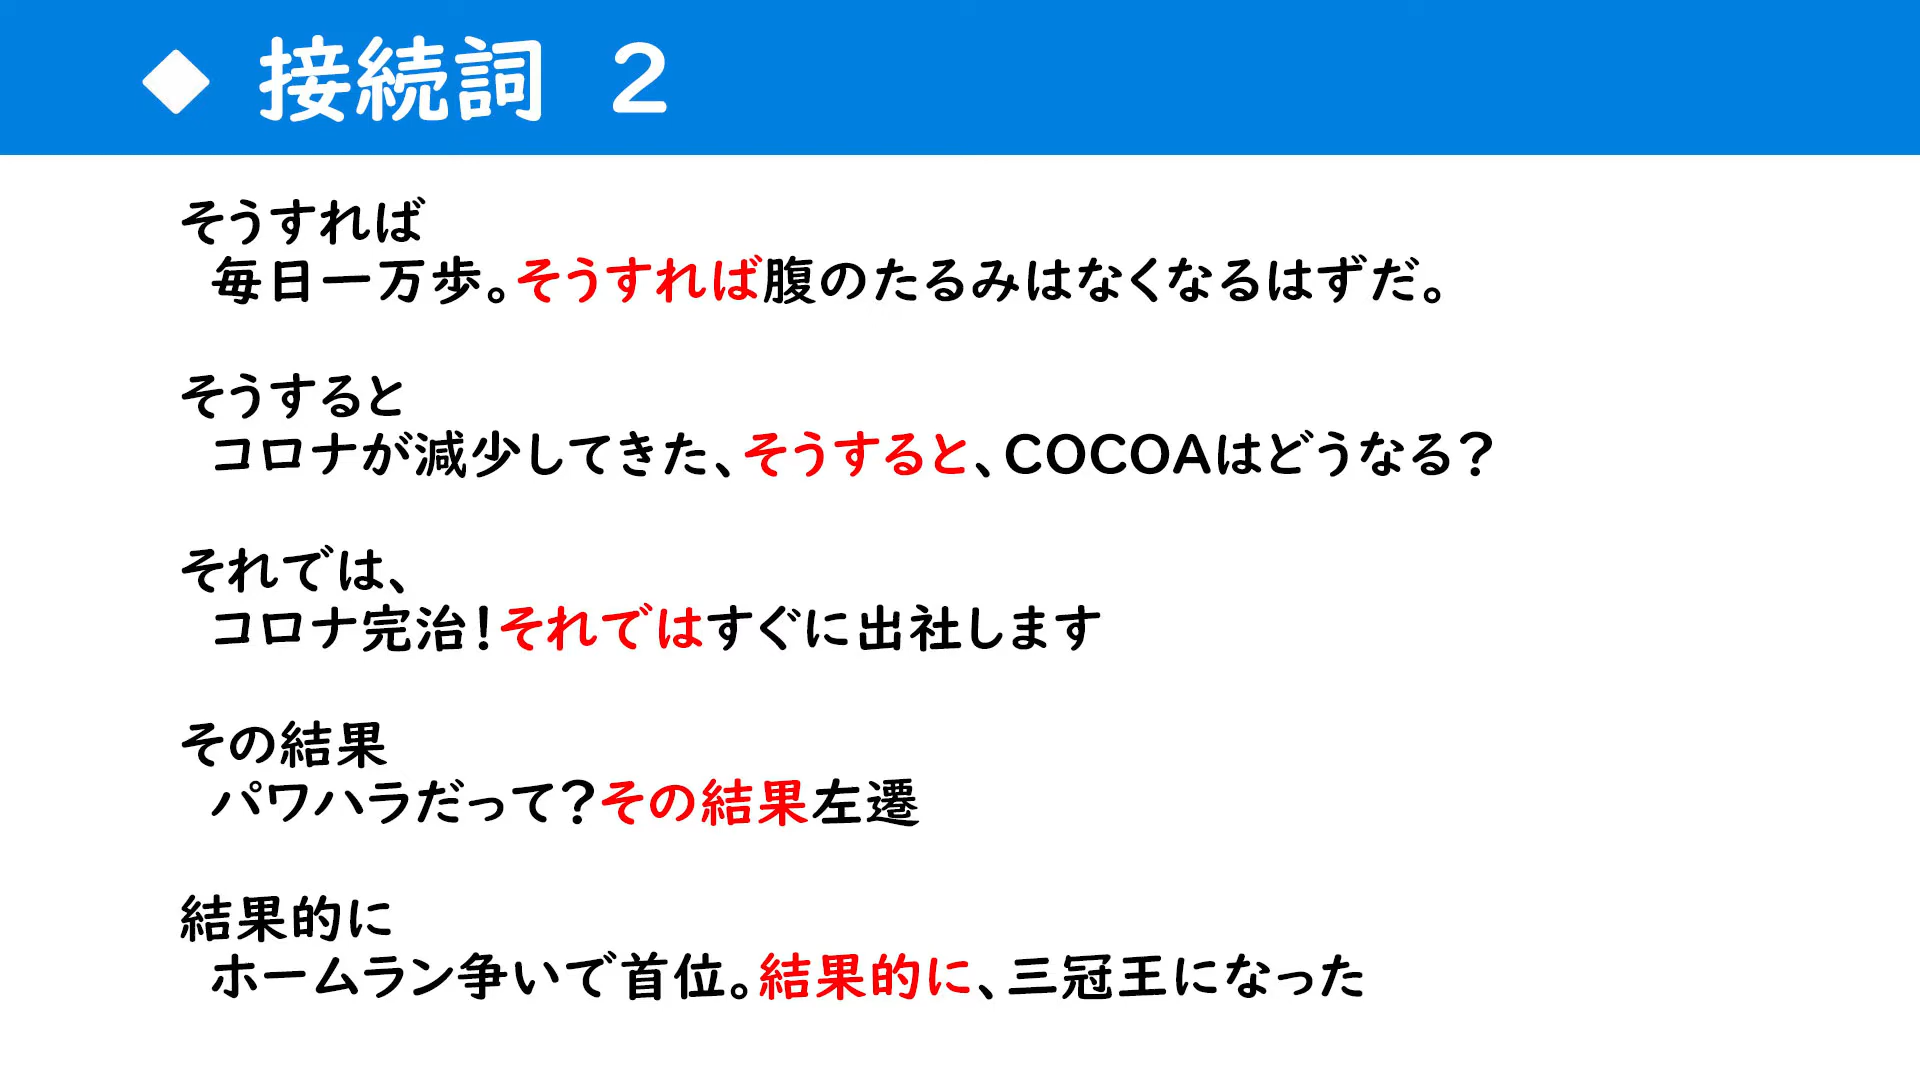 ◆ 接続詞 2
そうすれば
毎日一万歩。そうすれば腹のたるみはなくなるはずだ。
そうすると
コロナが減少してきた、そうすると、COCOAはどうなる?
それでは、
コロナ完治!それではすぐに出社します
その結果
パワハラだって?その結果左遷
結果的に
ホームラン争いで首位。結果的に、三冠王になった